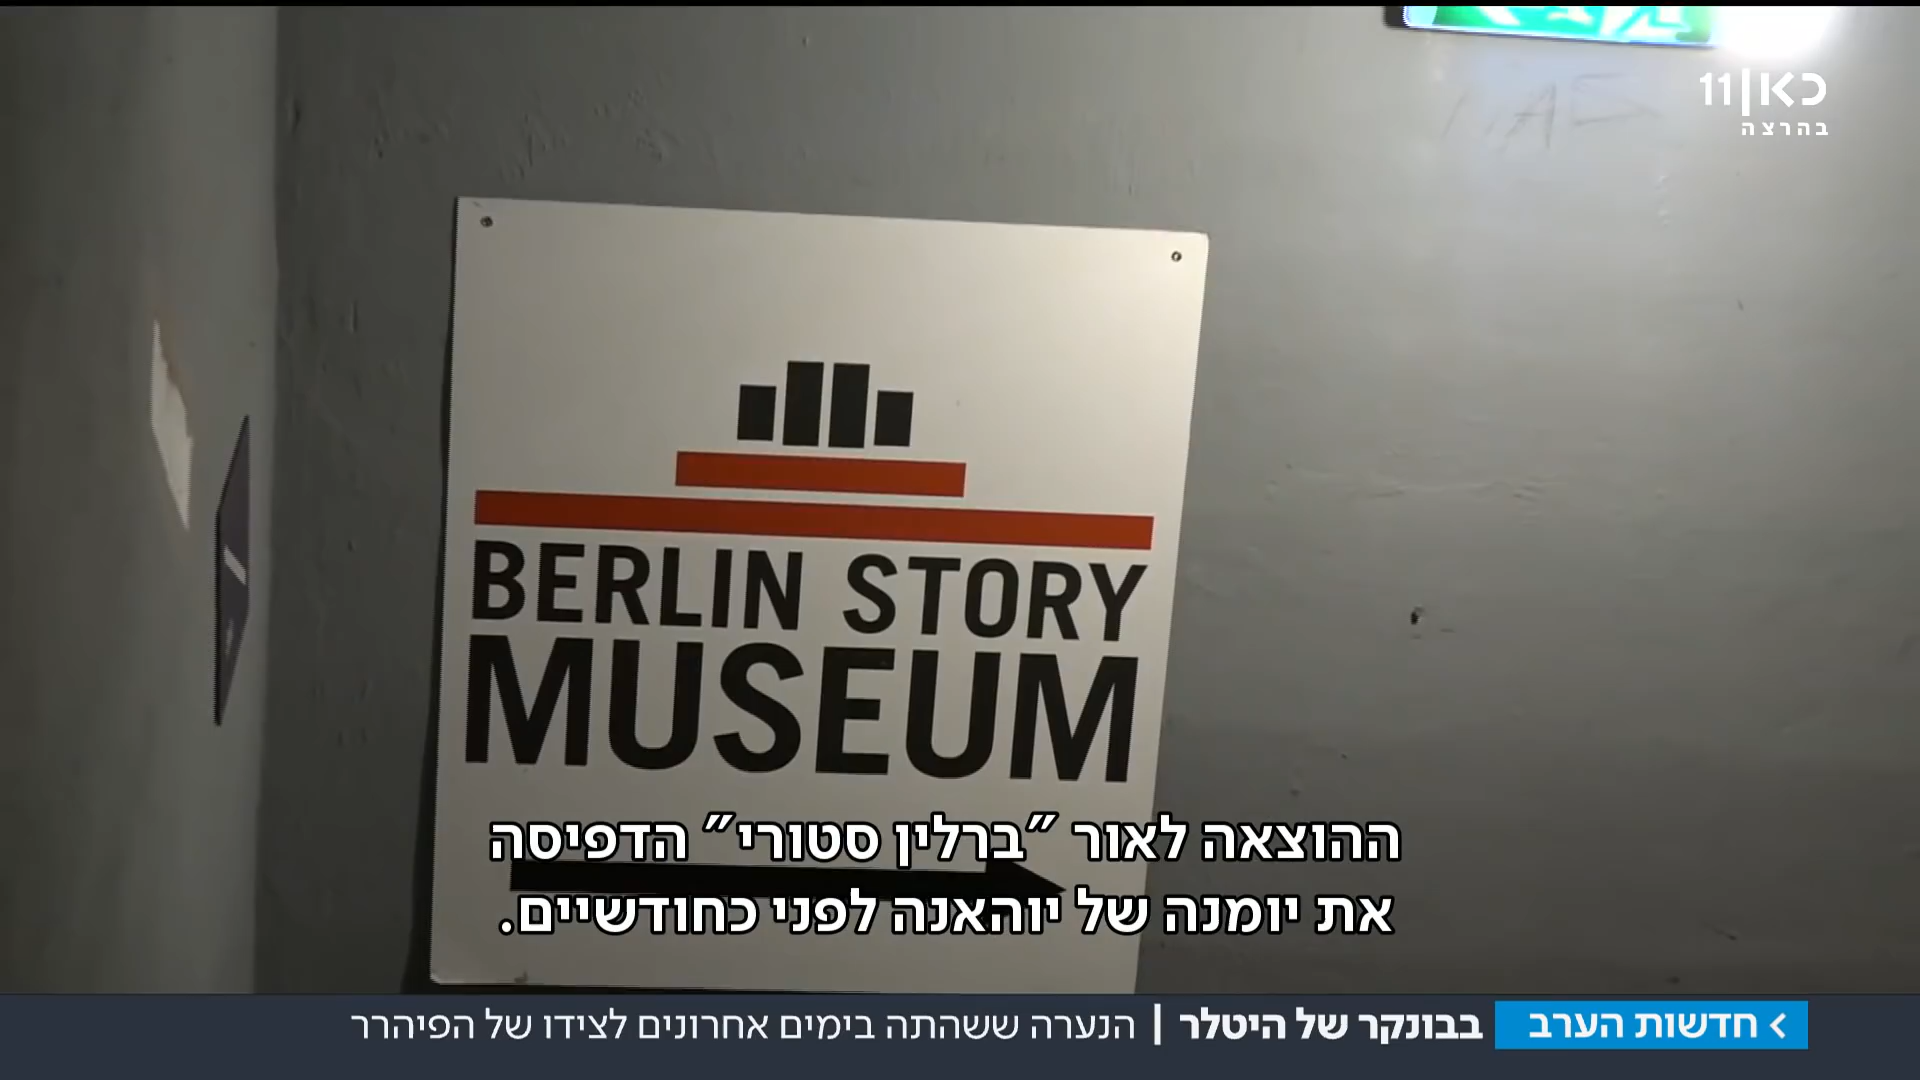 כאן 11
בהרצה
BERLIN STORY
MUSEUM
ההוצאה לאור "ברלין סטורי" הדפיסה
את יומנה של יוהאנה לפני כחודשיים.
חדשות הערב
בבונקר של היטלר | הנערה ששהתה בימים אחרונים לצידו של הפיהרר